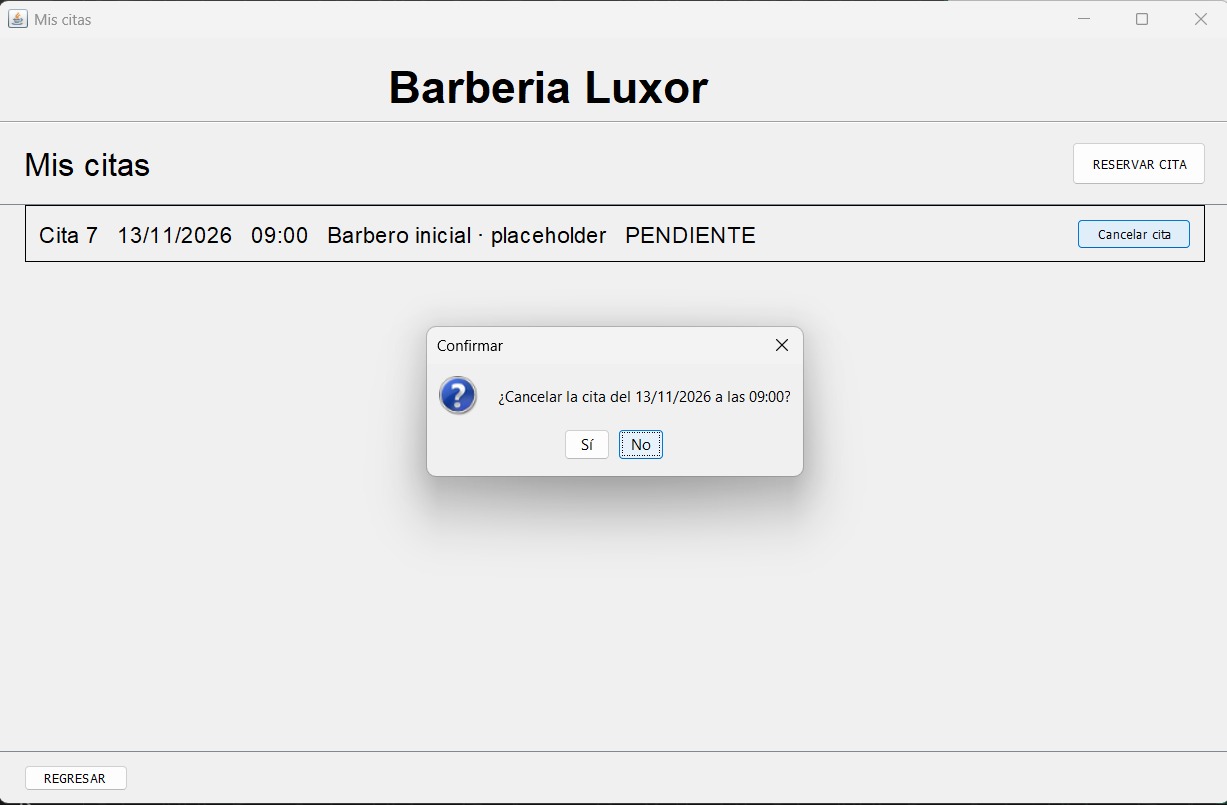 Mis citas
Barberia Luxor
Mis citas
RESERVAR CITA
Cita 7 13/11/2026 09:00 Barbero inicial · placeholder PENDIENTE
Cancelar cita
Confirmar
?
¿Cancelar la cita del 13/11/2026 a las 09:00?
Sí No
REGRESAR